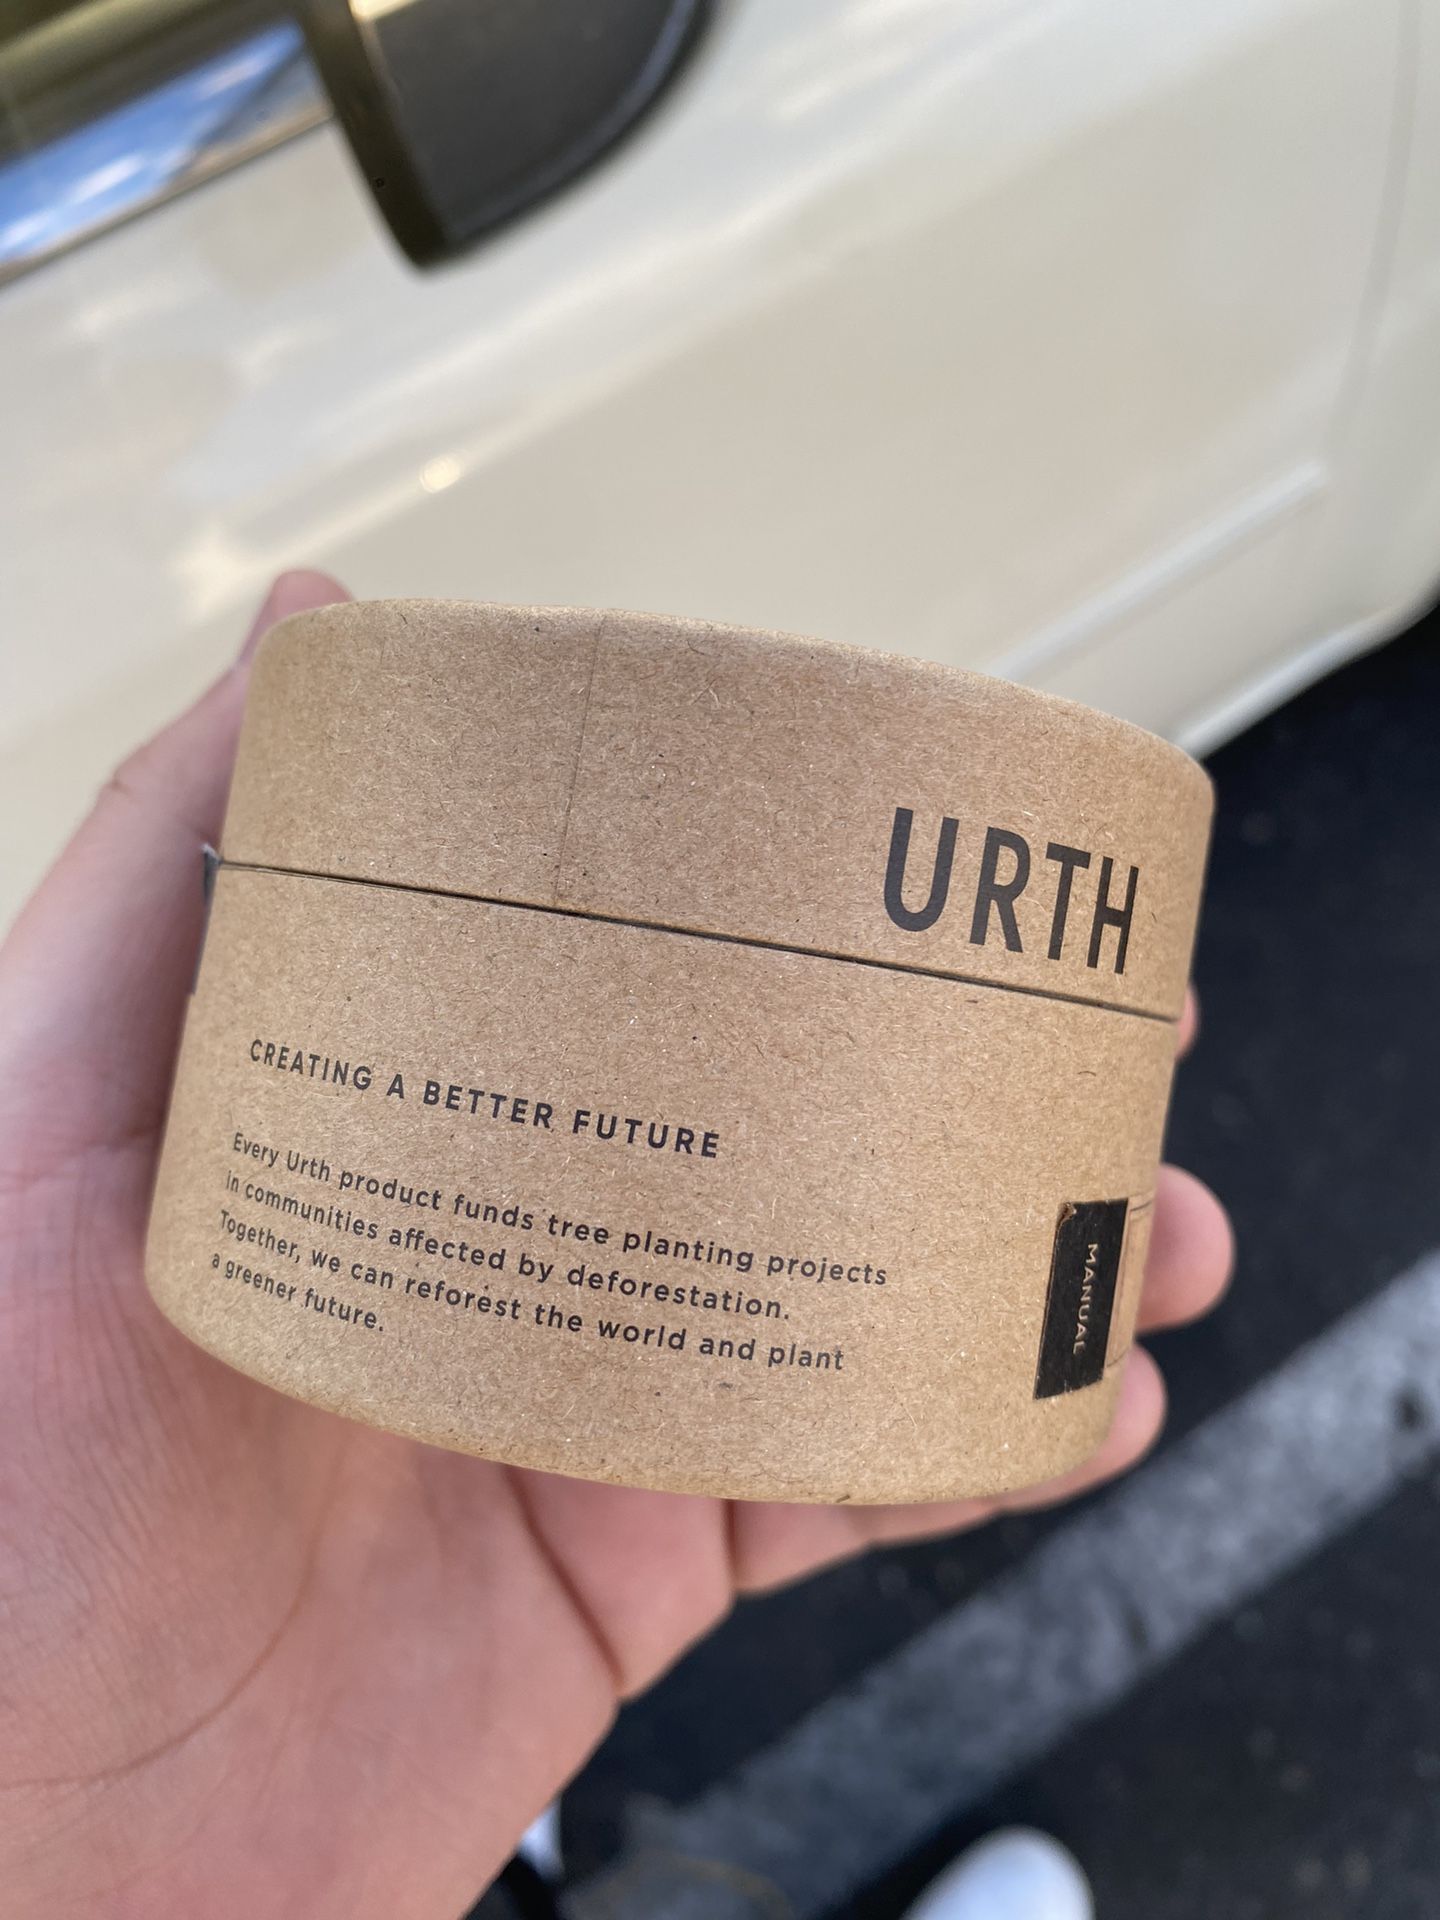 URTH
CREATING A BETTER FUTURE
Every Urth product funds tree planting projects
in communities affected by deforestation.
Together, we can reforest the world and plant
a greener future.
MANUAL